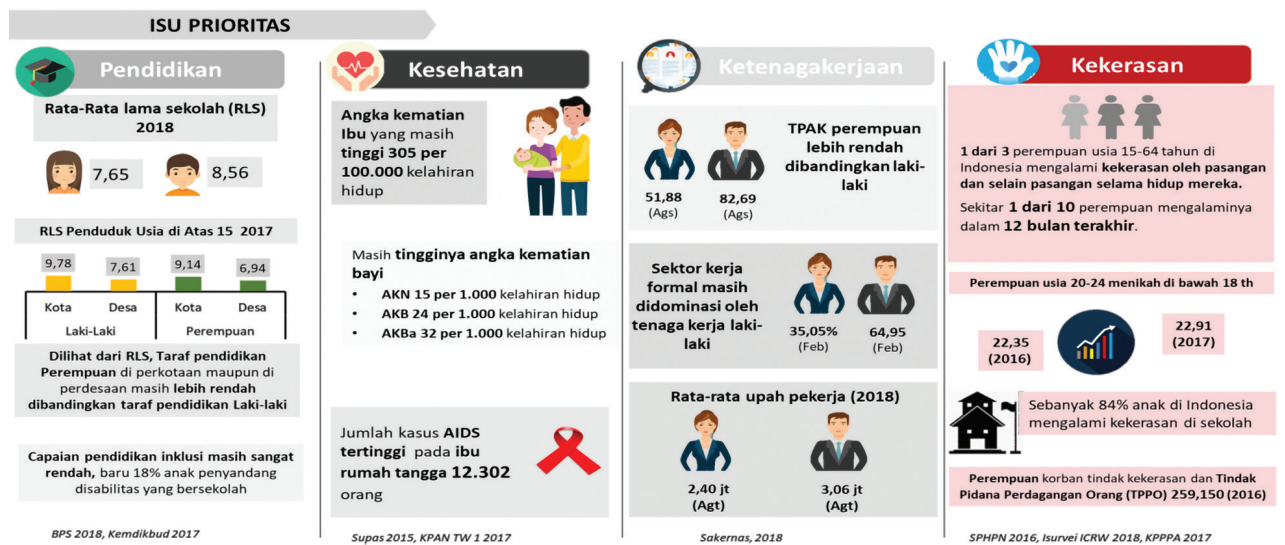 ISU PRIORITAS
Pendidikan
Rata-Rata lama sekolah (RLS)
2018
7,65
8,56
RLS Penduduk Usia di Atas 15 2017
9,78
7,61
9,14
6,94
Kota
Desa
Kota
Desa
Laki-Laki
Perempuan
Dilihat dari RLS, Taraf pendidikan
Perempuan di perkotaan maupun di
perdesaan masih lebih rendah
dibandingkan taraf pendidikan Laki-laki
Capaian pendidikan inklusi masih sangat
rendah, baru 18% anak penyandang
disabilitas yang bersekolah
BPS 2018, Kemdikbud 2017
Kesehatan
Angka kematian
Ibu yang masih
tinggi 305 per
100.000 kelahiran
hidup
Masih tingginya angka kematian
bayi
• AKN 15 per 1.000 kelahiran hidup
• AKB 24 per 1.000 kelahiran hidup
• AKBa 32 per 1.000 kelahiran hidup
Jumlah kasus AIDS
tertinggi pada ibu
rumah tangga 12.302
orang
Supas 2015, KPAN TW 1 2017
Ketenagakerjaan
TPAK perempuan
lebih rendah
dibandingkan laki-
laki
51,88
(Ags)
82,69
(Ags)
Sektor kerja
formal masih
didominasi oleh
tenaga kerja laki-
laki
35,05%
(Feb)
64,95
(Feb)
Rata-rata upah pekerja (2018)
2,40 jt
(Agt)
3,06 jt
(Agt)
Sakernas, 2018
Kekerasan
1 dari 3 perempuan usia 15-64 tahun di
Indonesia mengalami kekerasan oleh pasangan
dan selain pasangan selama hidup mereka.
Sekitar 1 dari 10 perempuan mengalaminya
dalam 12 bulan terakhir.
Perempuan usia 20-24 menikah di bawah 18 th
22,35
(2016)
22,91
(2017)
Sebanyak 84% anak di Indonesia
mengalami kekerasan di sekolah
Perempuan korban tindak kekerasan dan Tindak
Pidana Perdagangan Orang (TPPO) 259,150 (2016)
SPHPN 2016, Isurvei ICRW 2018, KPPPA 2017